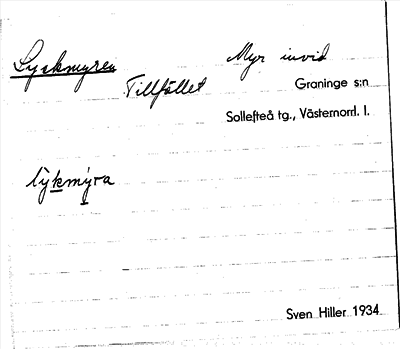 Lyckmyren Myr invid
Tillfället Graninge s:n
Sollefteå tg., Västernorrl. l.
lýkmýra
Sven Hiller 1934